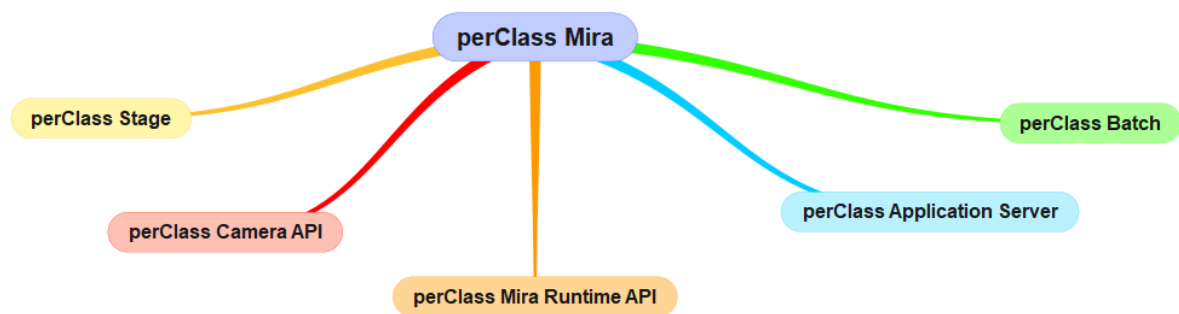 perClass Mira
perClass Stage
perClass Batch
perClass Application Server
perClass Camera API
perClass Mira Runtime API